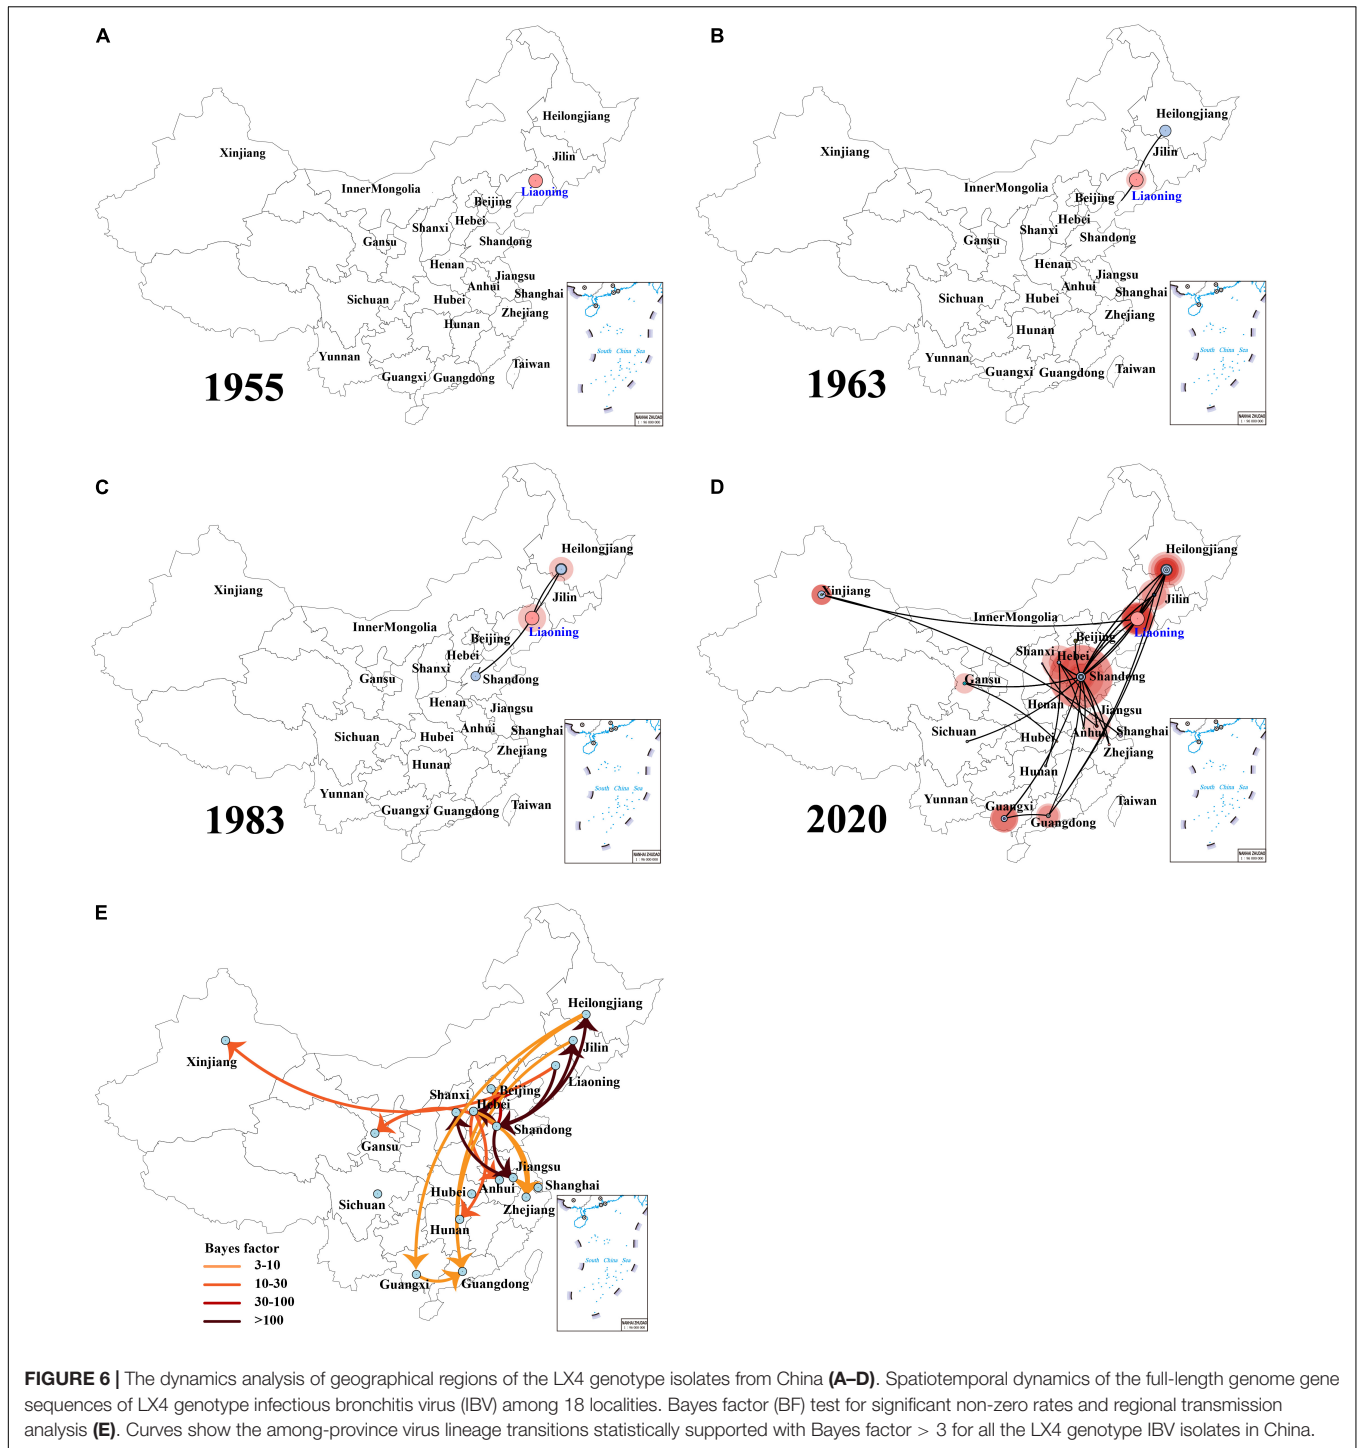 A
Heilongjiang
Xinjiang
Jilin
InnerMongolia
Liaoning
Beijing
Hebei
Shanxi
Gansu
Shandong
Henan
Jiangsu
Anhui
Sichuan
Hubei
Shanghai
Zhejiang
Hunan
Yunnan
Taiwan
Guangxi
Guangdong
1955
South China Sea
NANHAI ZHUDAO
B
Heilongjiang
Xinjiang
Jilin
InnerMongolia
Beijing
Liaoning
Hebei
Shanxi
Gansu
Shandong
Henan
Jiangsu
Anhui
Sichuan
Hubei
Shanghai
Zhejiang
Hunan
Yunnan
Taiwan
Guangxi
Guangdong
1963
South China Sea
NANHAI ZHUDAO
C
Heilongjiang
Xinjiang
Jilin
InnerMongolia
Liaoning
Beijing
Hebei
Shanxi
Gansu
Shandong
Henan
Jiangsu
Anhui
Shanghai
Sichuan
Hubei
Zhejiang
Hunan
Yunnan
Taiwan
Guangxi
Guangdong
1983
South China Sea
NANHAI ZHUDAO
D
Heilongjiang
Xinjiang
Jilin
InnerMongolia
Liaoning
Beijing
Shanxi
Hebei
Gansu
Shandong
Henan
Jiangsu
Sichuan
Hubei
Anhui
Shanghai
Zhejiang
Hunan
Yunnan
Guangxi
Taiwan
Guangdong
2020
South China Sea
NANHAI ZHUDAO
E
Heilongjiang
Jilin
Xinjiang
Liaoning
Beijing
Shanxi
Hebei
Shandong
Gansu
Jiangsu
Anhui
Shanghai
Hubei
Sichuan
Zhejiang
Hunan
Guangxi
Guangdong
South China Sea
NANHAI ZHUDAO
Bayes factor
3-10
10-30
30-100
>100
FIGURE 6 | The dynamics analysis of geographical regions of the LX4 genotype isolates from China (A–D). Spatiotemporal dynamics of the full-length genome gene
sequences of LX4 genotype infectious bronchitis virus (IBV) among 18 localities. Bayes factor (BF) test for significant non-zero rates and regional transmission
analysis (E). Curves show the among-province virus lineage transitions statistically supported with Bayes factor > 3 for all the LX4 genotype IBV isolates in China.